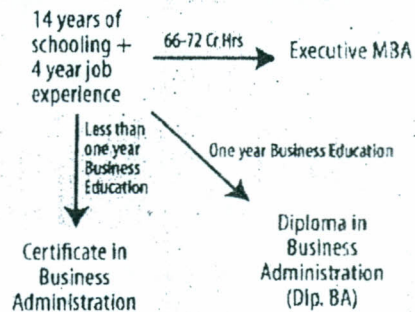 14 years of
schooling +
4 year job
experience
66-72 Cr.Hrs
Executive MBA
Less than
one year
Business
Education
One year Business Education
Certificate in
Business
Administration
Diploma in
Business
Administration
(Dip. BA)